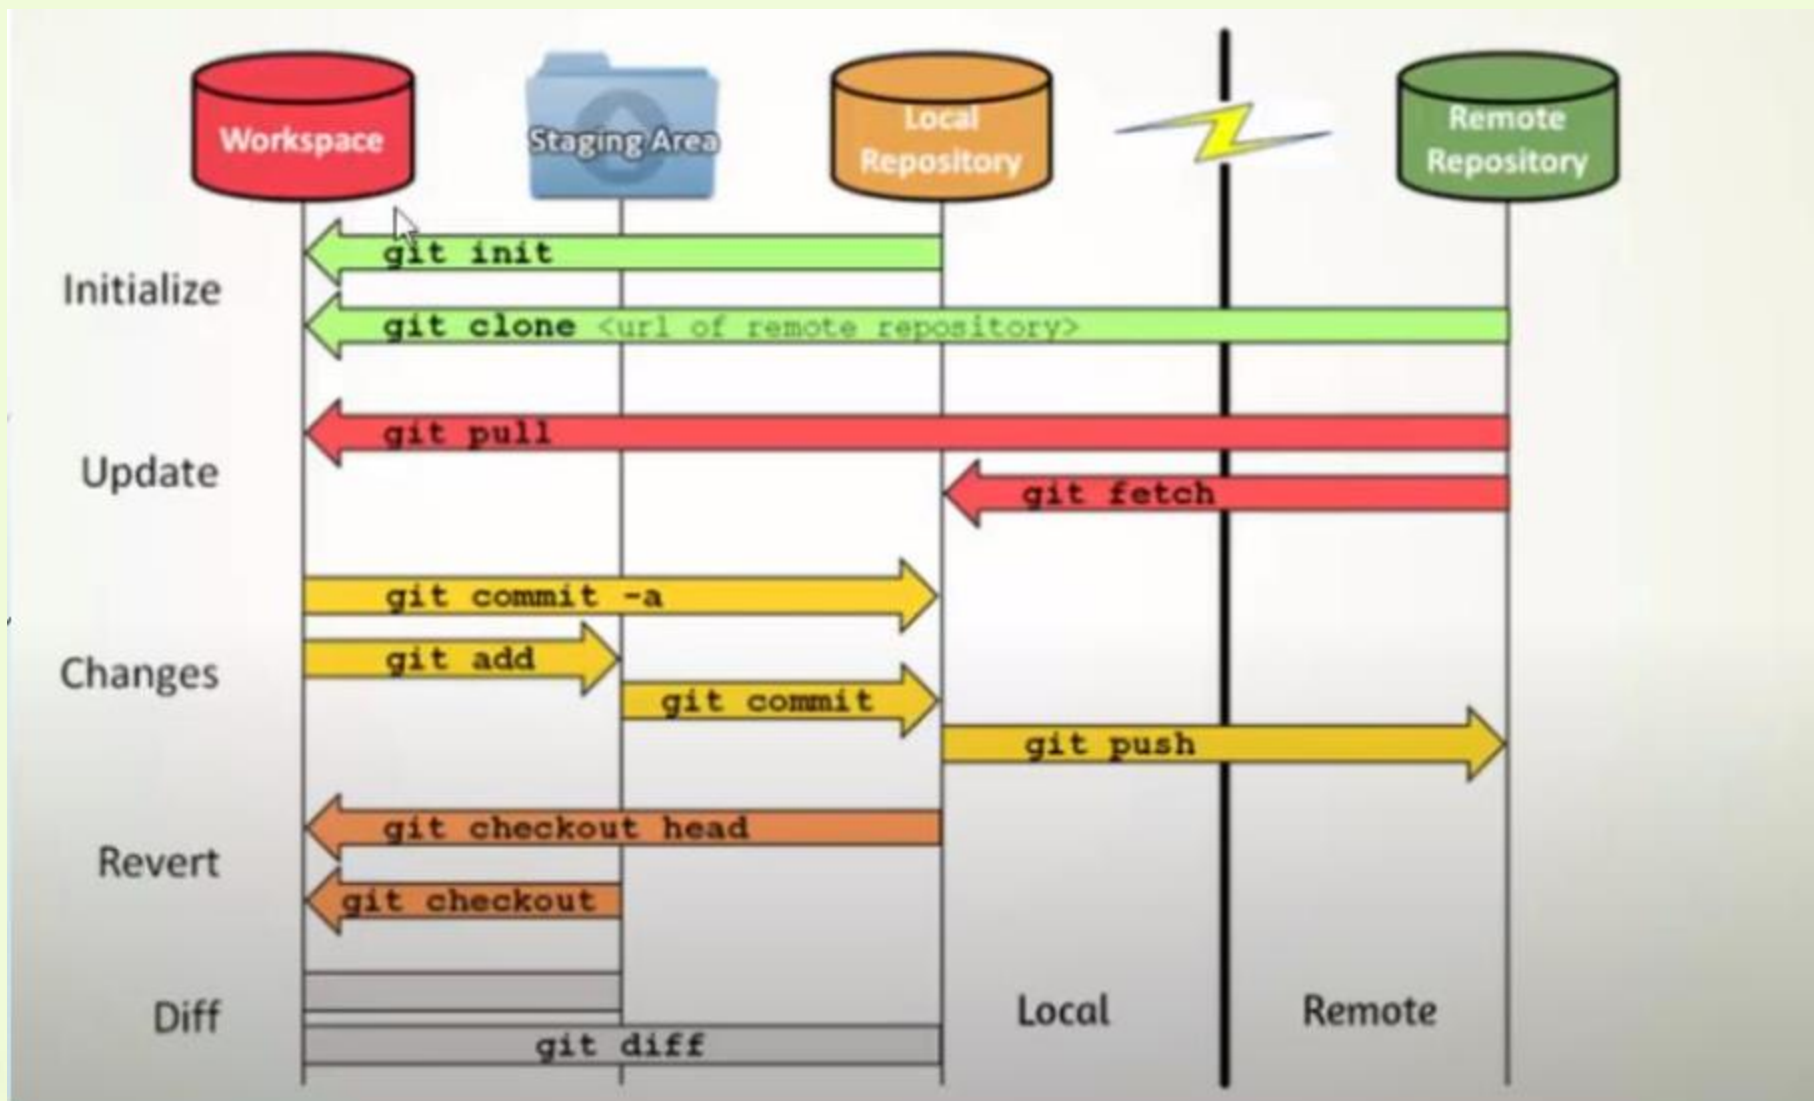 Workspace
Staging Area
Local
Repository
Remote
Repository
Initialize
git init
git clone <url of remote repository>
Update
git pull
git fetch
Changes
git commit -a
git add
git commit
git push
Revert
git checkout head
git checkout
Diff
git diff
Local
Remote